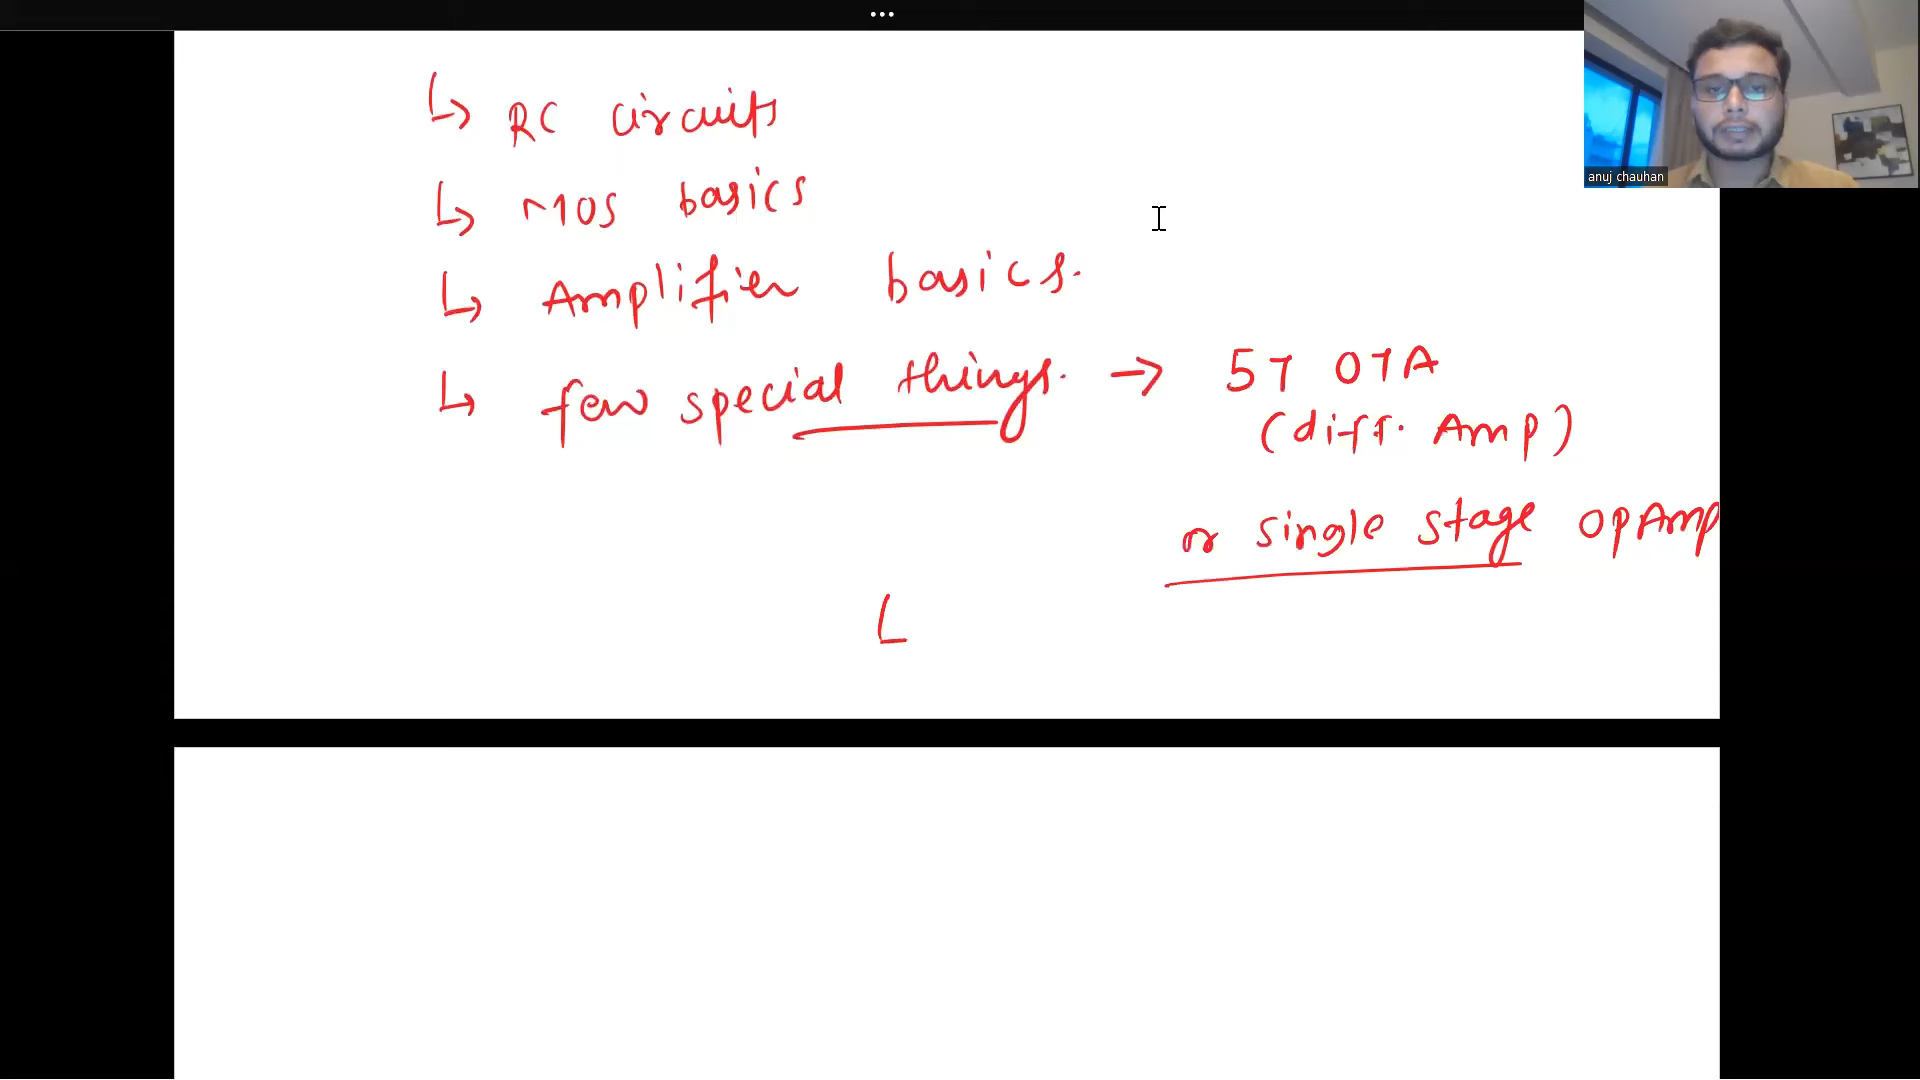 ...
↳ RC circuits
anuj chauhan
↳ MOS basics
↳ Amplifier basics.
↳ few special things. → 5T OTA
(diff. Amp)
or single stage OpAmp